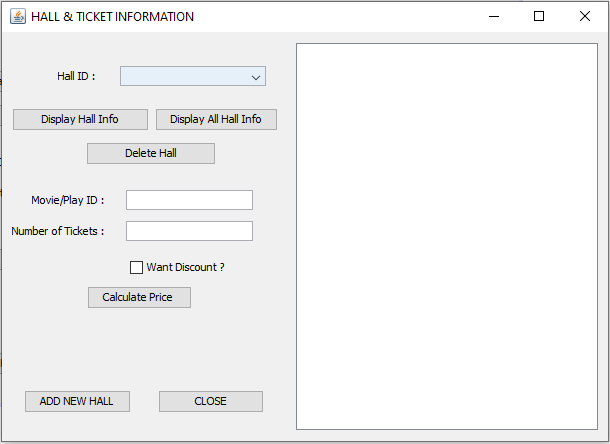 HALL & TICKET INFORMATION
Hall ID :
Display Hall Info
Display All Hall Info
Delete Hall
Movie/Play ID :
Number of Tickets :
Want Discount ?
Calculate Price
ADD NEW HALL
CLOSE